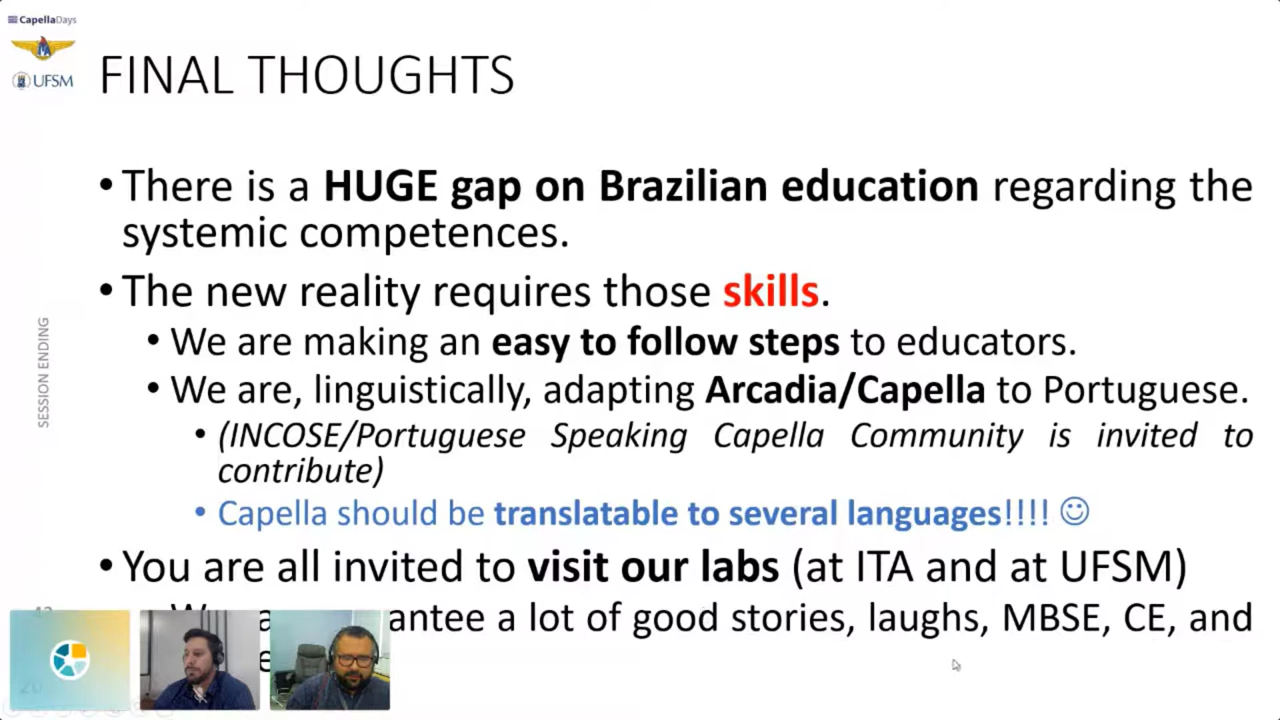 CapellaDays
ITA
UFSM
FINAL THOUGHTS
• There is a HUGE gap on Brazilian education regarding the
systemic competences.
• The new reality requires those skills.
• We are making an easy to follow steps to educators.
• We are, linguistically, adapting Arcadia/Capella to Portuguese.
• (INCOSE/Portuguese Speaking Capella Community is invited to
contribute)
• Capella should be translatable to several languages!!!! ☺
• You are all invited to visit our labs (at ITA and at UFSM)
a lot of good stories, laughs, MBSE, CE, and
SESSION ENDING